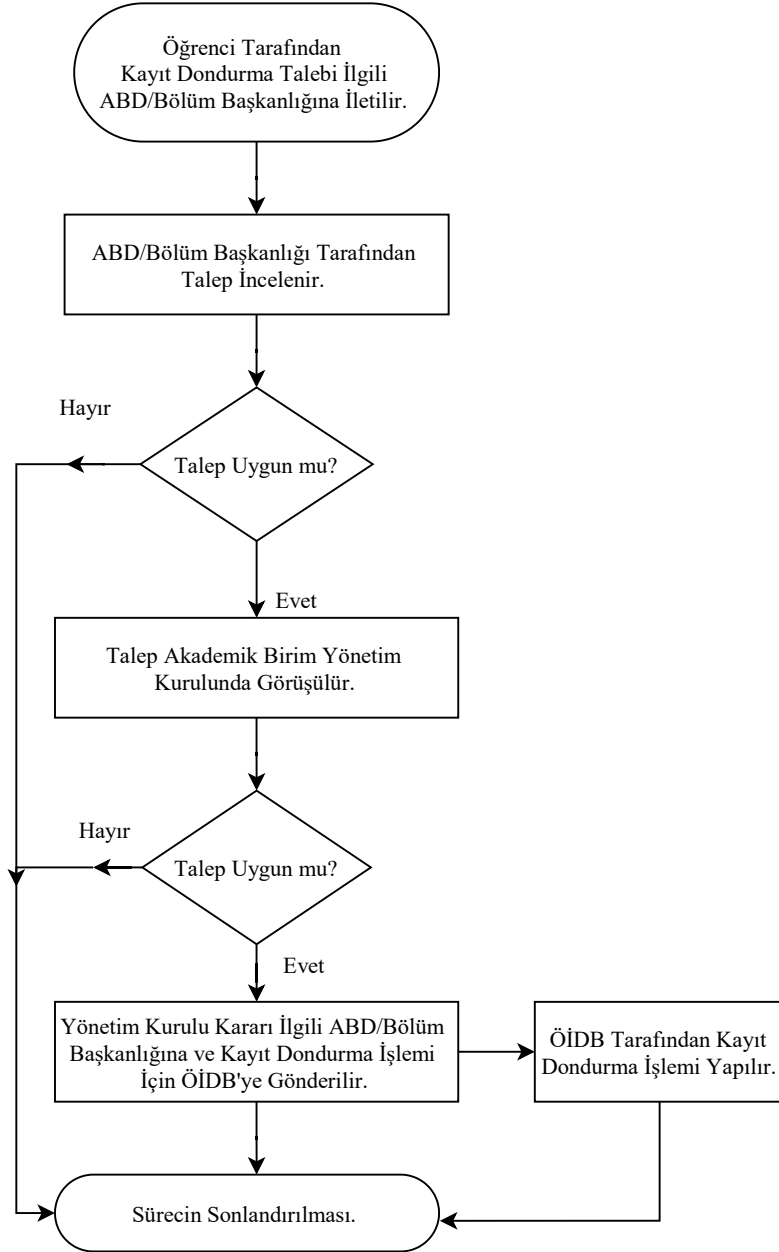 Öğrenci Tarafından
Kayıt Dondurma Talebi İlgili
ABD/Bölüm Başkanlığına İletilir.
ABD/Bölüm Başkanlığı Tarafından
Talep İncelenir.
Hayır
Talep Uygun mu?
Evet
Talep Akademik Birim Yönetim
Kurulunda Görüşülür.
Hayır
Talep Uygun mu?
Evet
Yönetim Kurulu Kararı İlgili ABD/Bölüm
Başkanlığına ve Kayıt Dondurma İşlemi
İçin ÖİDB'ye Gönderilir.
ÖİDB Tarafından Kayıt
Dondurma İşlemi Yapılır.
Sürecin Sonlandırılması.